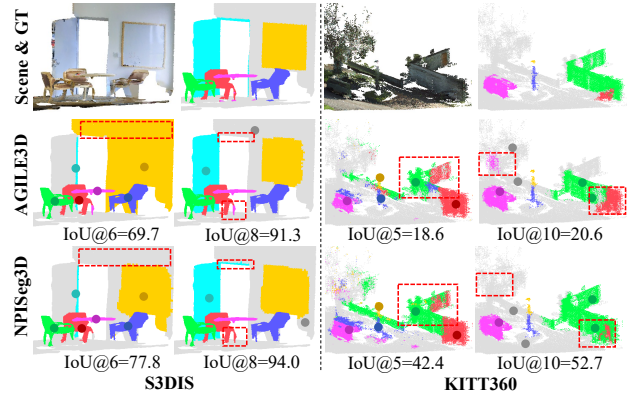 Scene & GT
AGILE3D
IoU@6=69.7
IoU@8=91.3
IoU@5=18.6
IoU@10=20.6
NPISeg3D
IoU@6=77.8
IoU@8=94.0
IoU@5=42.4
IoU@10=52.7
S3DIS
KITT360